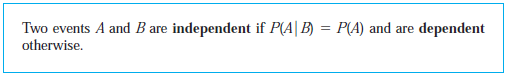 Two events A and B are independent if P(A| B) = P(A) and are dependent
otherwise.